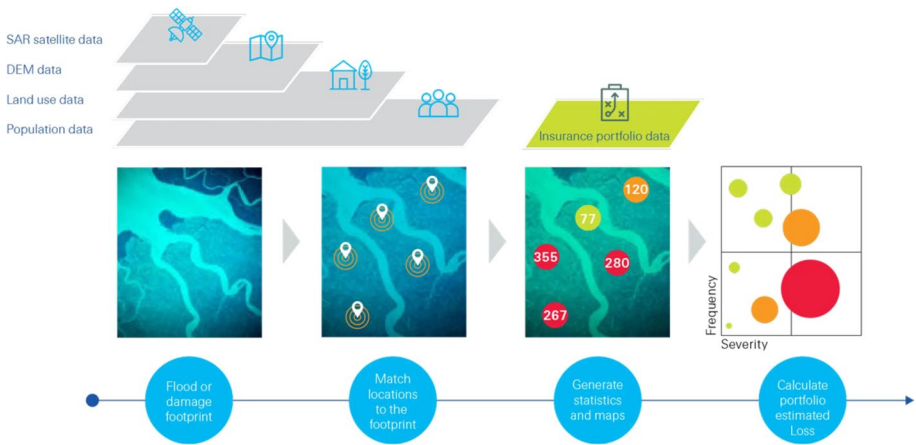 SAR satellite data
DEM data
Land use data
Population data
Insurance portfolio data
120
77
355
280
267
Frequency
Severity
Flood or
damage
footprint
Match
locations
to the
footprint
Generate
statistics
and maps
Calculate
portfolio
estimated
Loss